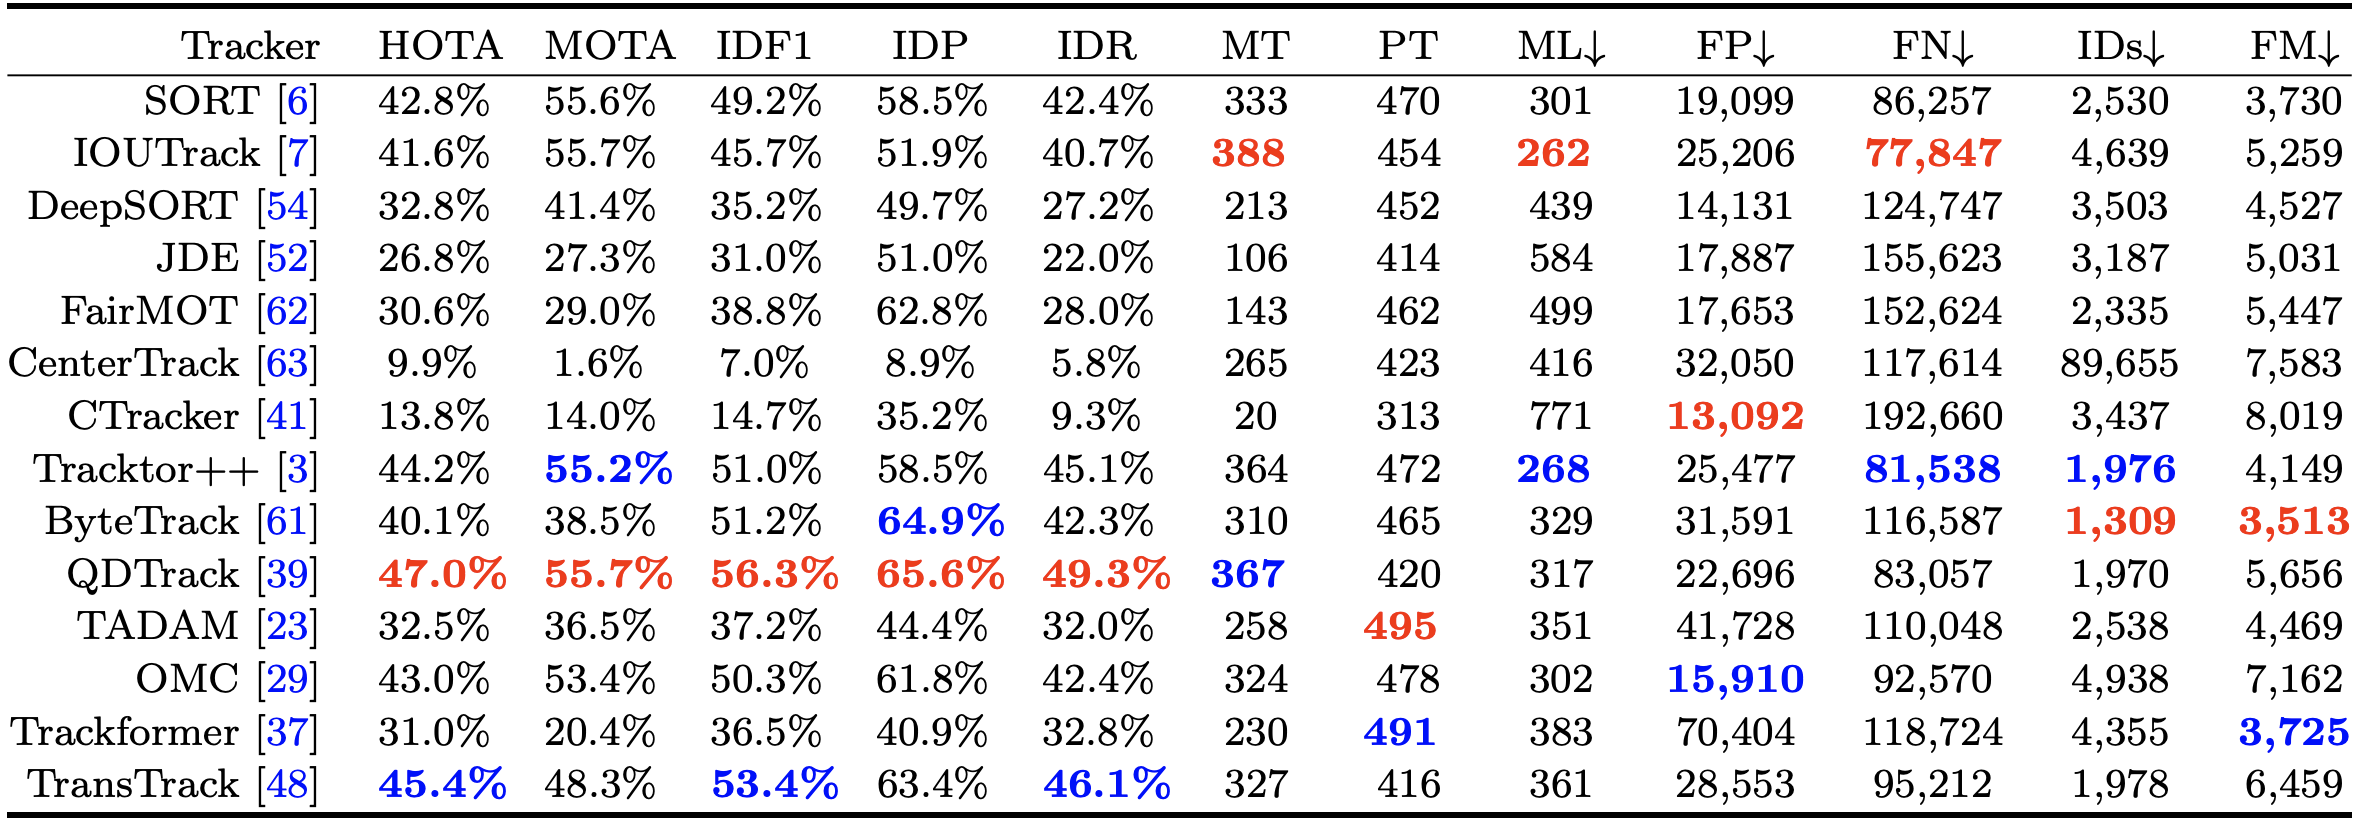 Tracker HOTA MOTA IDF1 IDP IDR MT PT ML↓ FP↓ FN↓ IDs↓ FM↓
SORT [6] 42.8% 55.6% 49.2% 58.5% 42.4% 333 470 301 19,099 86,257 2,530 3,730
IOUTrack [7] 41.6% 55.7% 45.7% 51.9% 40.7% 388 454 262 25,206 77,847 4,639 5,259
DeepSORT [54] 32.8% 41.4% 35.2% 49.7% 27.2% 213 452 439 14,131 124,747 3,503 4,527
JDE [52] 26.8% 27.3% 31.0% 51.0% 22.0% 106 414 584 17,887 155,623 3,187 5,031
FairMOT [62] 30.6% 29.0% 38.8% 62.8% 28.0% 143 462 499 17,653 152,624 2,335 5,447
CenterTrack [63] 9.9% 1.6% 7.0% 8.9% 5.8% 265 423 416 32,050 117,614 89,655 7,583
CTracker [41] 13.8% 14.0% 14.7% 35.2% 9.3% 20 313 771 13,092 192,660 3,437 8,019
Tracktor++ [3] 44.2% 55.2% 51.0% 58.5% 45.1% 364 472 268 25,477 81,538 1,976 4,149
ByteTrack [61] 40.1% 38.5% 51.2% 64.9% 42.3% 310 465 329 31,591 116,587 1,309 3,513
QDTrack [39] 47.0% 55.7% 56.3% 65.6% 49.3% 367 420 317 22,696 83,057 1,970 5,656
TADAM [23] 32.5% 36.5% 37.2% 44.4% 32.0% 258 495 351 41,728 110,048 2,538 4,469
OMC [29] 43.0% 53.4% 50.3% 61.8% 42.4% 324 478 302 15,910 92,570 4,938 7,162
Trackformer [37] 31.0% 20.4% 36.5% 40.9% 32.8% 230 491 383 70,404 118,724 4,355 3,725
TransTrack [48] 45.4% 48.3% 53.4% 63.4% 46.1% 327 416 361 28,553 95,212 1,978 6,459